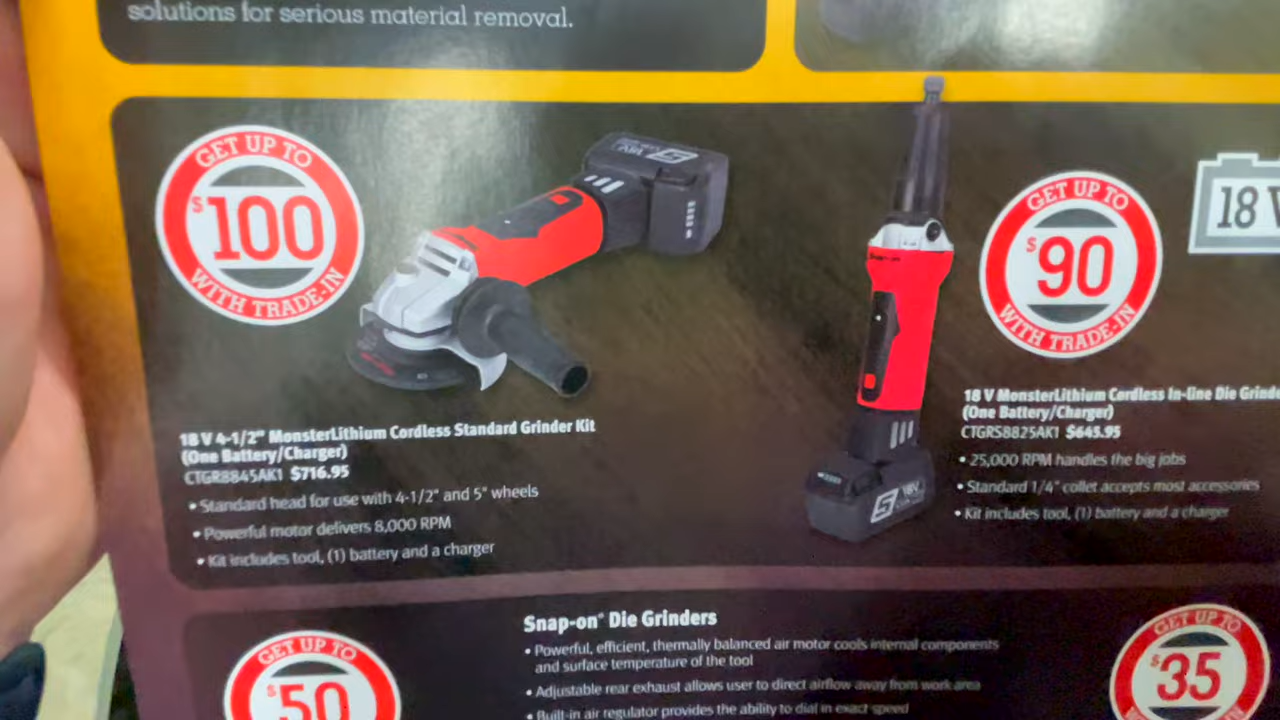 solutions for serious material removal.
GET UP TO
$100
WITH TRADE-IN
18V
GET UP TO
$90
WITH TRADE-IN
18 V
18 V 4-1/2" MonsterLithium Cordless Standard Grinder Kit
(One Battery/Charger)
CTGR8845AK1 $716.95
• Standard head for use with 4-1/2" and 5" wheels
• Powerful motor delivers 8,000 RPM
• Kit includes tool, (1) battery and a charger
18 V MonsterLithium Cordless In-line Die Grinde
(One Battery/Charger)
CTGRS8825AK1 $645.95
• 25,000 RPM handles the big jobs
• Standard 1/4" collet accepts most accessories
• Kit includes tool, (1) battery and a charger
18V
GET UP TO
$50
Snap-on® Die Grinders
• Powerful, efficient, thermally balanced air motor cools internal components
and surface temperature of the tool
• Adjustable rear exhaust allows user to direct airflow away from work area
• Built-in air regulator provides the ability to dial in exact speed
GET UP TO
$35